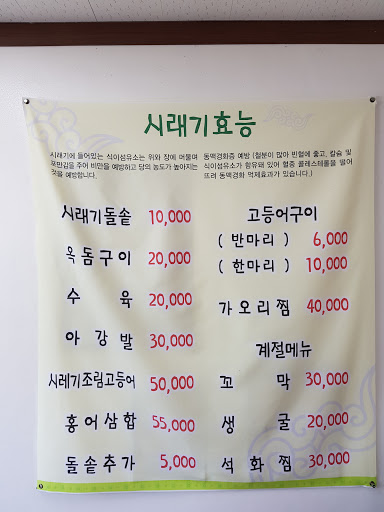 시래기효능
시래기에 들어있는 식이섬유소는 위와 장에 머물며
포만감을 주어 비만을 예방하고 당의 농도가 높아지는
것을 예방합니다.
동맥경화증 예방 (철분이 많아 빈혈에 좋고, 칼슘 및
식이섬유소가 함유돼 있어 혈중 콜레스테롤을 떨어
뜨려 동맥경화 억제효과가 있습니다.)
시래기돌솥 10,000
옥돔구이 20,000
수육 20,000
아강발 30,000
시레기조림고등어 50,000
홍어삼합 55,000
돌솥추가 5,000
고등어구이
( 반마리 ) 6,000
( 한마리 ) 10,000
가오리찜 40,000
계절메뉴
꼬막 30,000
생굴 20,000
석화찜 30,000